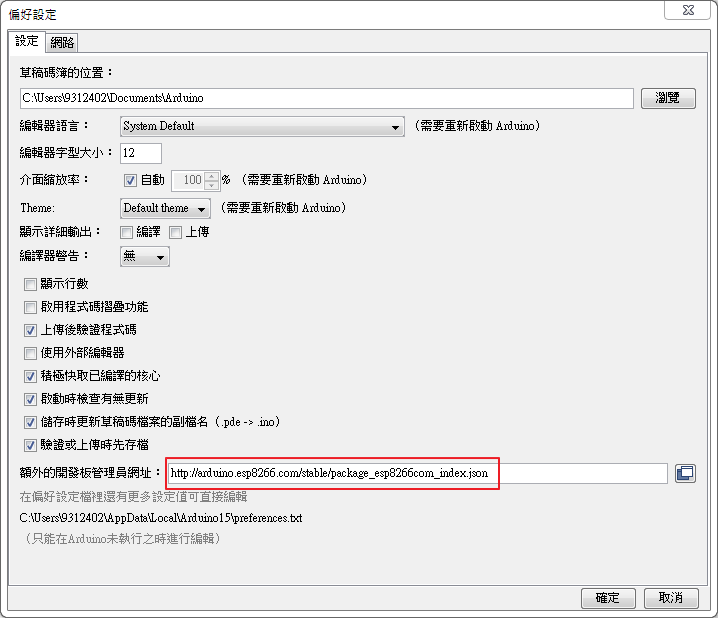 偏好設定
設定 網路
草稿碼簿的位置：
C:\Users\9312402\Documents\Arduino 瀏覽
編輯器語言： System Default （需要重新啟動 Arduino）
編輯器字型大小： 12
介面縮放率： 自動 100 % （需要重新啟動 Arduino）
Theme: Default theme （需要重新啟動 Arduino）
顯示詳細輸出： 編譯 上傳
編譯器警告： 無
顯示行數
啟用程式碼摺疊功能
上傳後驗證程式碼
使用外部編輯器
積極快取已編譯的核心
啟動時檢查有無更新
儲存時更新草稿碼檔案的副檔名（.pde -> .ino）
驗證或上傳時先存檔
額外的開發板管理員網址： http://arduino.esp8266.com/stable/package_esp8266com_index.json
在偏好設定檔裡還有更多設定值可直接編輯
C:\Users\9312402\AppData\Local\Arduino15\preferences.txt
（只能在Arduino未執行之時進行編輯）
確定 取消